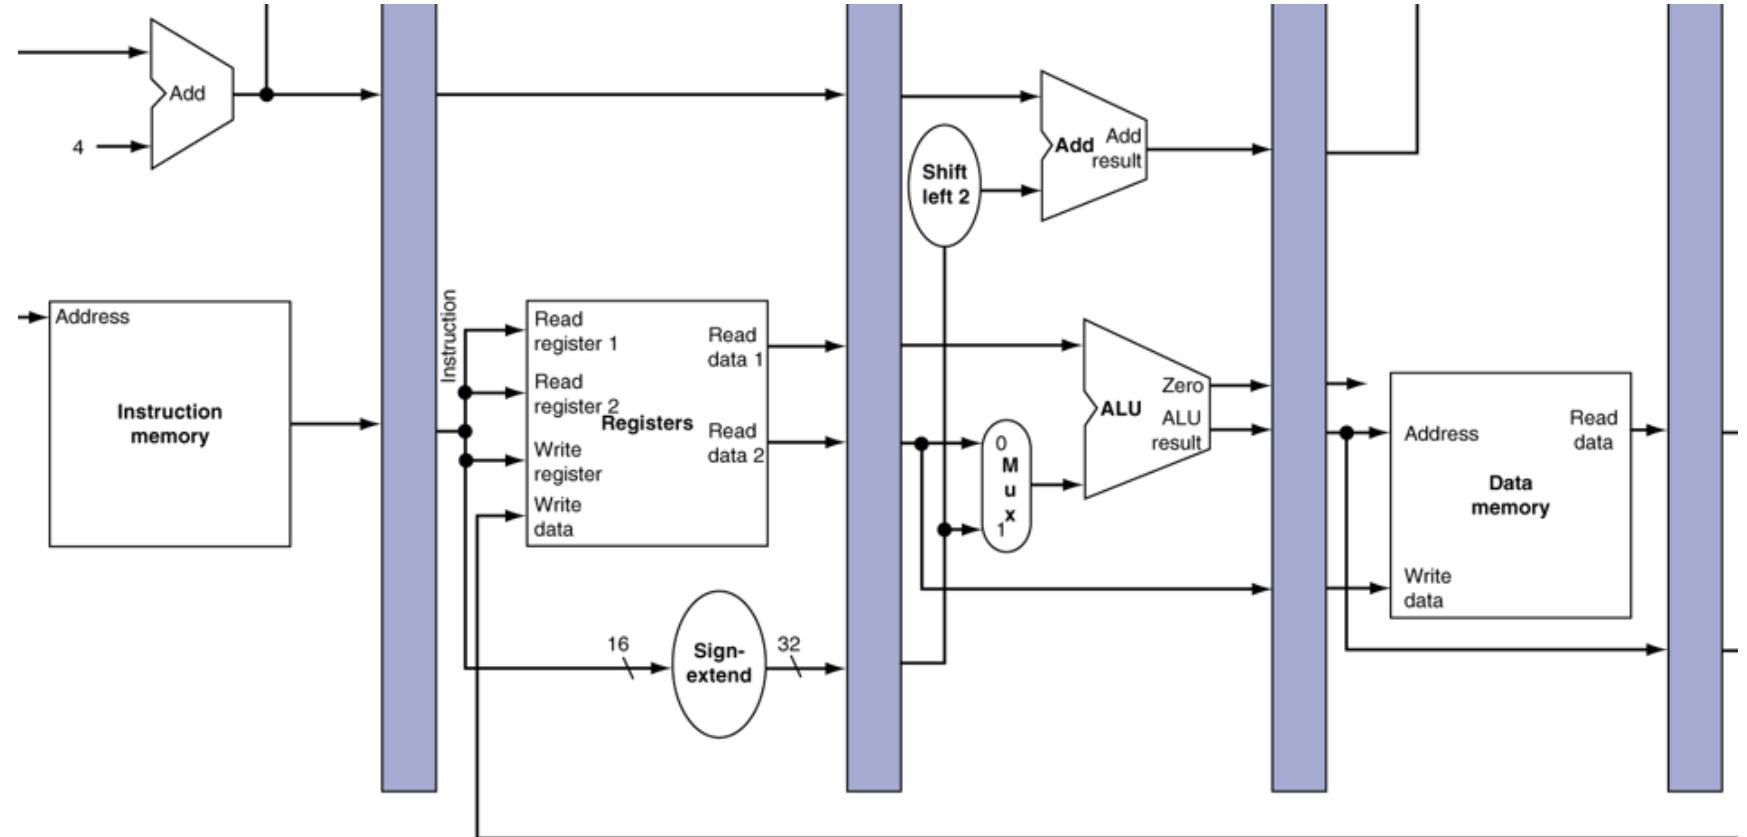 Add
4
Address
Instruction
memory
Instruction
Read
register 1
Read
register 2
Registers
Write
register
Write
data
Read
data 1
Read
data 2
16
Sign-
extend
32
Shift
left 2
Add
Add
result
0
M
u
x
1
ALU
Zero
ALU
result
Address
Read
data
Data
memory
Write
data